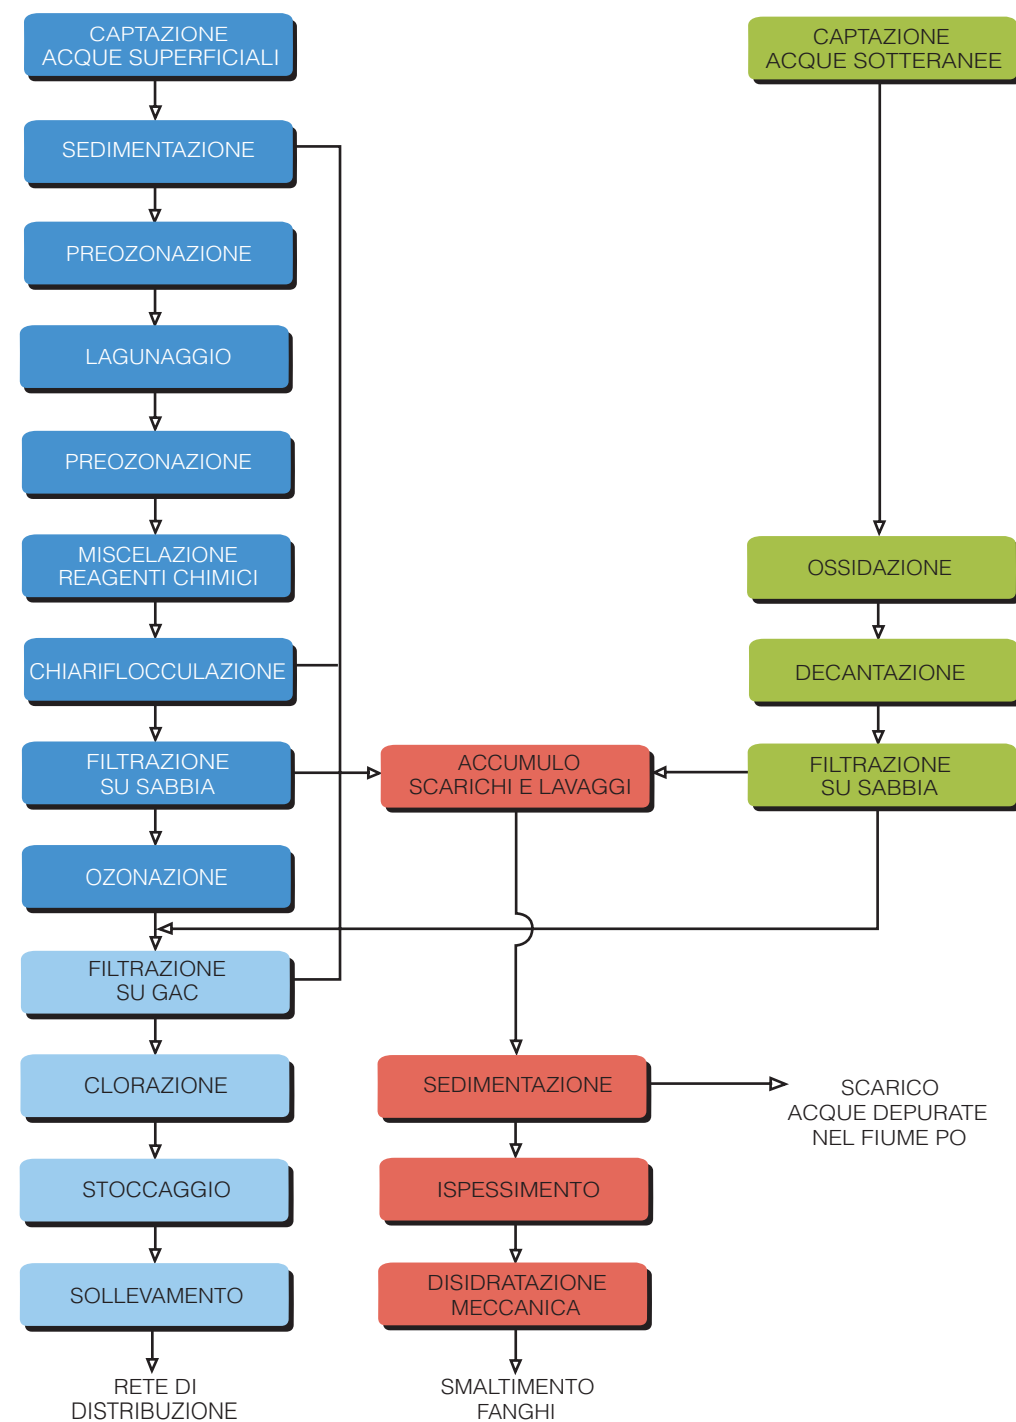 CAPTAZIONE
ACQUE SUPERFICIALI
SEDIMENTAZIONE
PREOZONAZIONE
LAGUNAGGIO
PREOZONAZIONE
MISCELAZIONE
REAGENTI CHIMICI
CHIARIFLOCCULAZIONE
FILTRAZIONE
SU SABBIA
OZONAZIONE
FILTRAZIONE
SU GAC
CLORAZIONE
STOCCAGGIO
SOLLEVAMENTO
RETE DI
DISTRIBUZIONE
ACCUMULO
SCARICHI E LAVAGGI
SEDIMENTAZIONE
ISPESSIMENTO
DISIDRATAZIONE
MECCANICA
SMALTIMENTO
FANGHI
CAPTAZIONE
ACQUE SOTTERANEE
OSSIDAZIONE
DECANTAZIONE
FILTRAZIONE
SU SABBIA
SCARICO
ACQUE DEPURATE
NEL FIUME PO